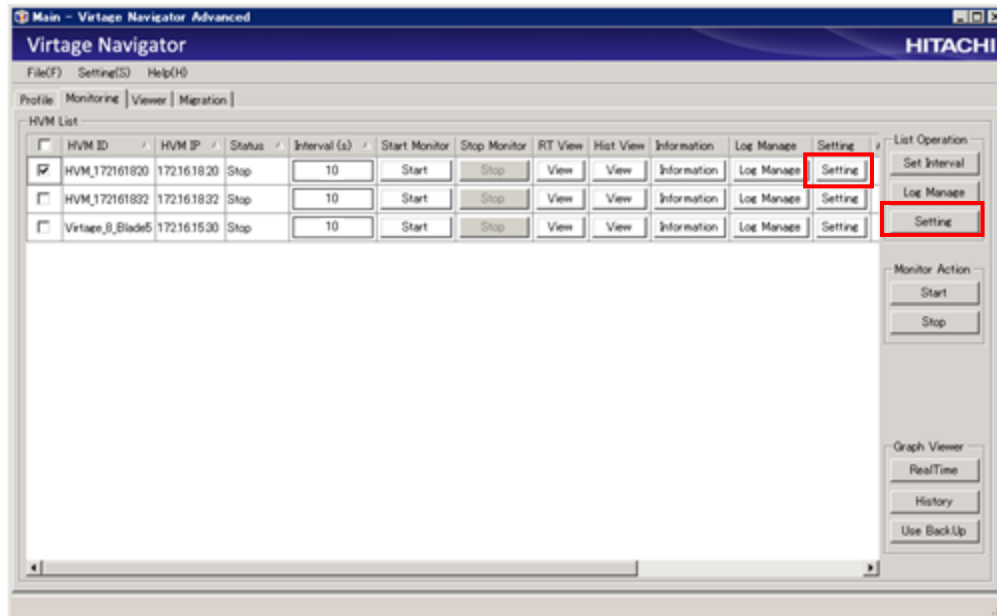 Main - Virtage Navigator Advanced
Virtage Navigator HITACHI
File(F) Setting(S) Help(H)
Profile Monitoring Viewer Migration
HVM List
HVM ID HVM IP Status Interval (s) Start Monitor Stop Monitor RT View Hist View Information Log Manage Setting
HVM_172161820 172.16.18.20 Stop 10 Start Stop View View Information Log Manage Setting
HVM_172161832 172.16.18.32 Stop 10 Start Stop View View Information Log Manage Setting
Virtage_8_Blade5 172.16.15.30 Stop 10 Start Stop View View Information Log Manage Setting
List Operation
Set Interval
Log Manage
Setting
Monitor Action
Start
Stop
Graph Viewer
RealTime
History
Use BackUp